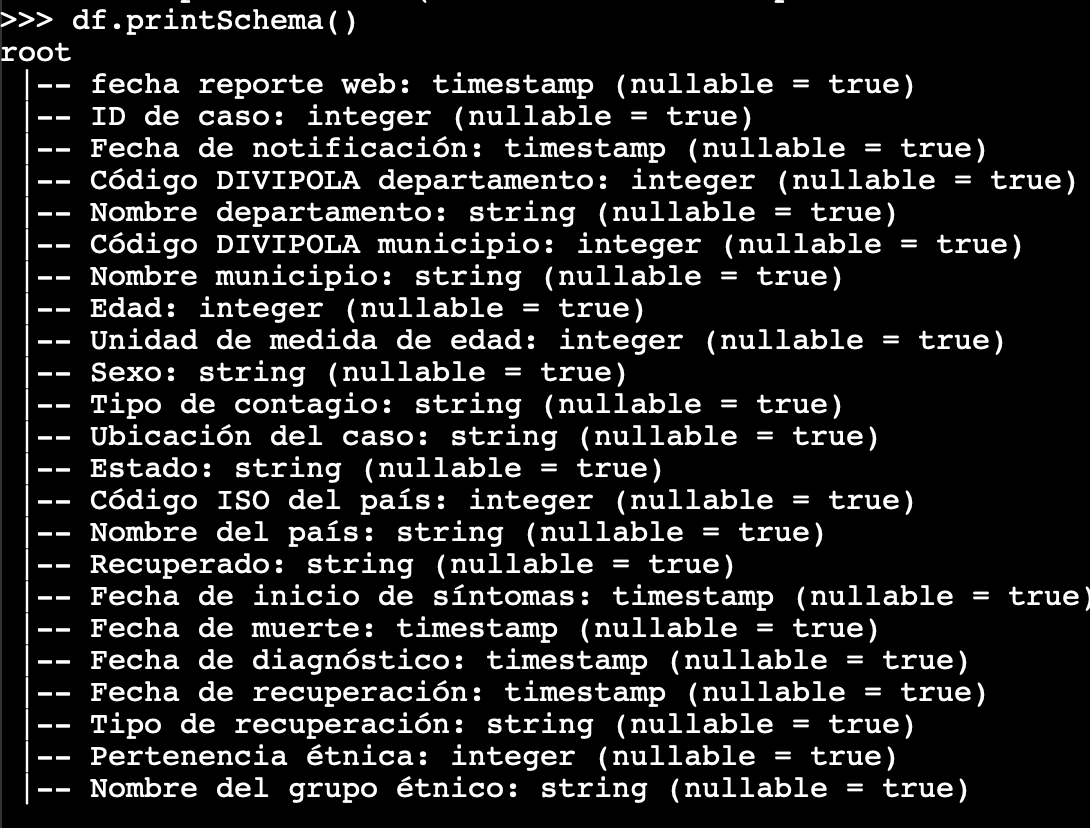 >>> df.printSchema()
root
|-- fecha reporte web: timestamp (nullable = true)
|-- ID de caso: integer (nullable = true)
|-- Fecha de notificación: timestamp (nullable = true)
|-- Código DIVIPOLA departamento: integer (nullable = true)
|-- Nombre departamento: string (nullable = true)
|-- Código DIVIPOLA municipio: integer (nullable = true)
|-- Nombre municipio: string (nullable = true)
|-- Edad: integer (nullable = true)
|-- Unidad de medida de edad: integer (nullable = true)
|-- Sexo: string (nullable = true)
|-- Tipo de contagio: string (nullable = true)
|-- Ubicación del caso: string (nullable = true)
|-- Estado: string (nullable = true)
|-- Código ISO del país: integer (nullable = true)
|-- Nombre del país: string (nullable = true)
|-- Recuperado: string (nullable = true)
|-- Fecha de inicio de síntomas: timestamp (nullable = true)
|-- Fecha de muerte: timestamp (nullable = true)
|-- Fecha de diagnóstico: timestamp (nullable = true)
|-- Fecha de recuperación: timestamp (nullable = true)
|-- Tipo de recuperación: string (nullable = true)
|-- Pertenencia étnica: integer (nullable = true)
|-- Nombre del grupo étnico: string (nullable = true)